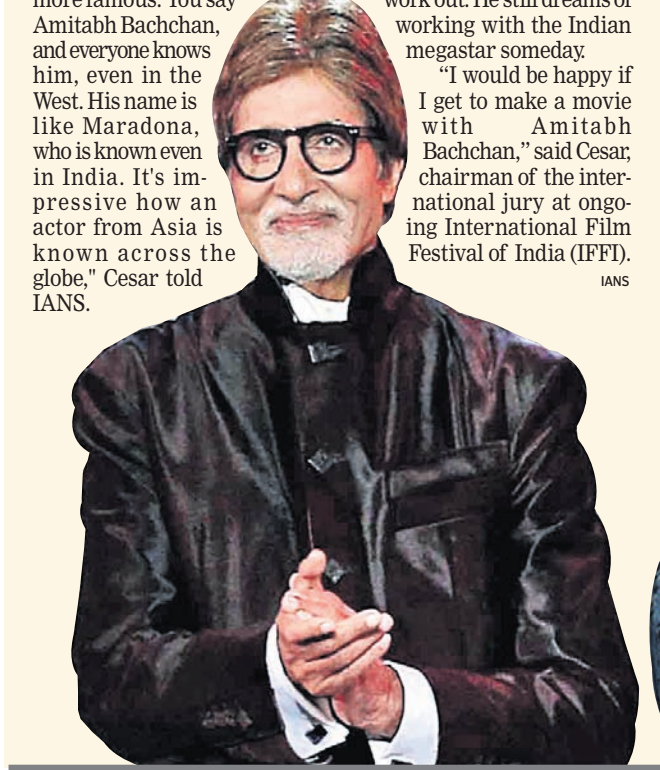 more famous. You say
Amitabh Bachchan,
and everyone knows
him, even in the
West. His name is
like Maradona,
who is known even
in India. It's im-
pressive how an
actor from Asia is
known across the
globe," Cesar told
IANS.
work out. He still dreams of
working with the Indian
megastar someday.
“I would be happy if
I get to make a movie
with Amitabh
Bachchan,” said Cesar,
chairman of the inter-
national jury at ongo-
ing International Film
Festival of India (IFFI).
IANS